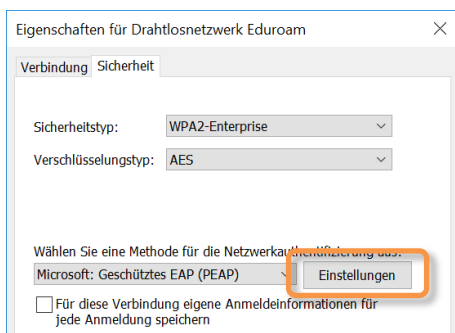 Eigenschaften für Drahtlosnetzwerk Eduroam
Verbindung Sicherheit
Sicherheitstyp: WPA2-Enterprise
Verschlüsselungstyp: AES
Wählen Sie eine Methode für die Netzwerkauthentifizierung aus:
Microsoft: Geschütztes EAP (PEAP) Einstellungen
Für diese Verbindung eigene Anmeldeinformationen für
jede Anmeldung speichern